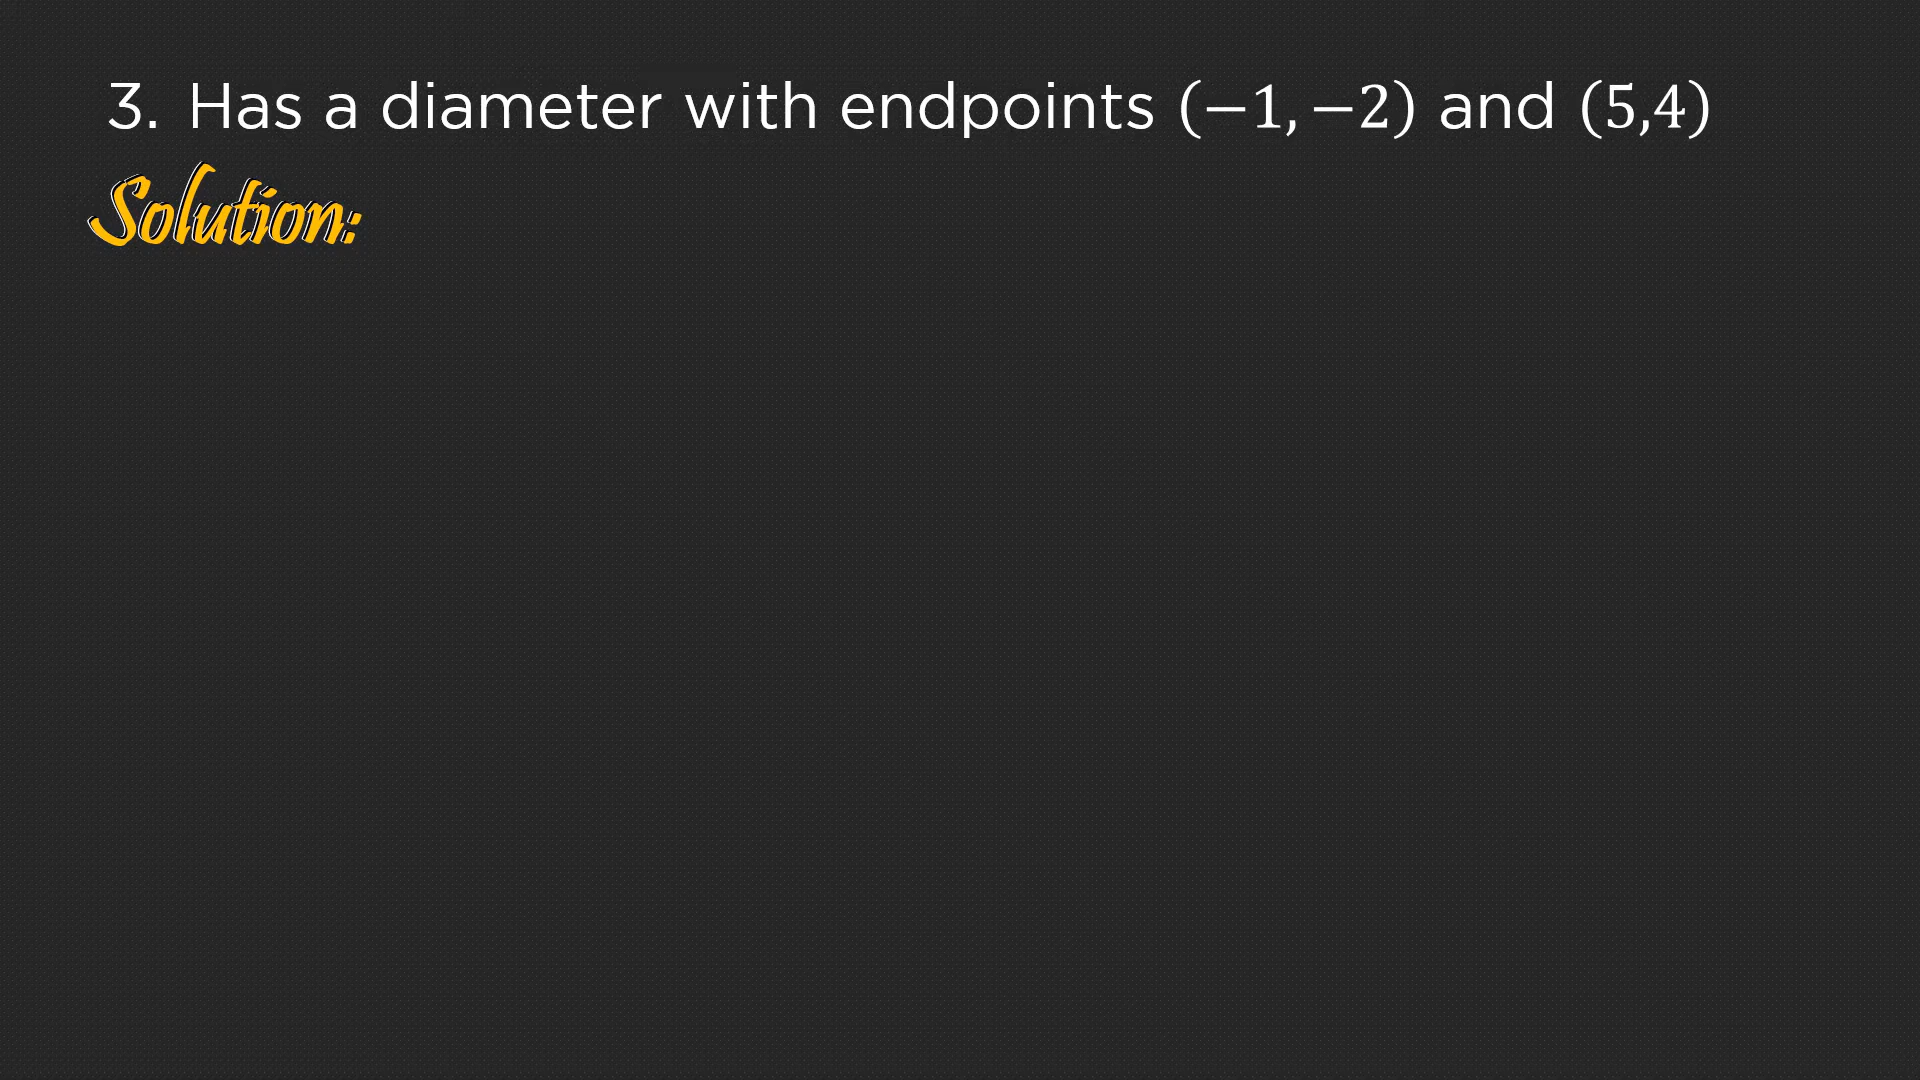 3. Has a diameter with endpoints (−1, −2) and (5,4)
Solution: